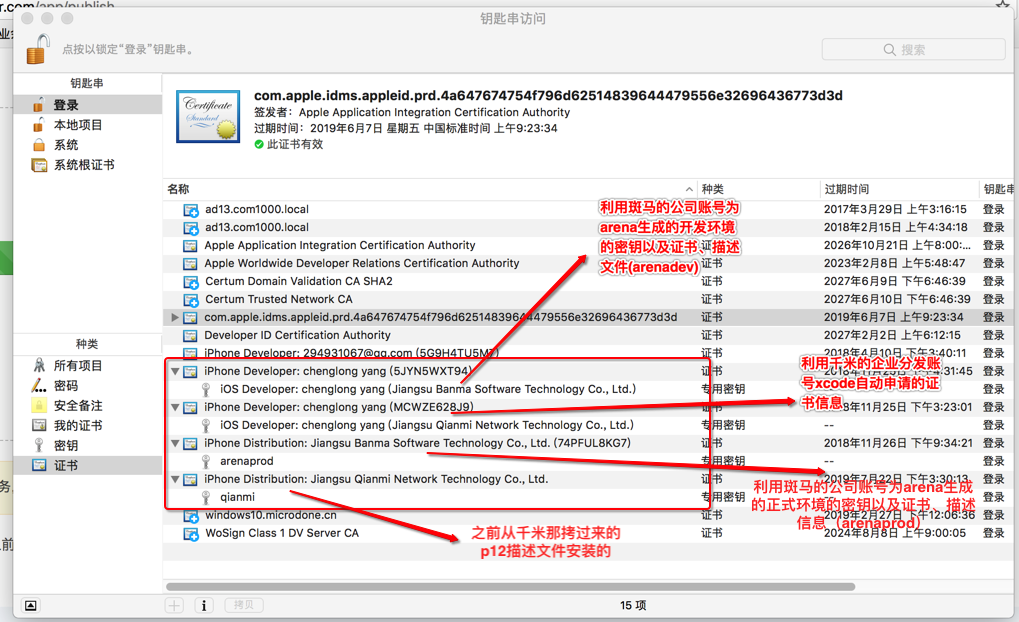 r.com/app/publish
钥匙串访问
点按以锁定“登录”钥匙串。
搜索
钥匙串
登录
本地项目
系统
系统根证书
com.apple.idms.appleid.prd.4a647674754f796d62514839644479556e32696436773d3d
签发者：Apple Application Integration Certification Authority
过期时间：2019年6月7日 星期五 中国标准时间 上午9:23:34
此证书有效
名称 种类 过期时间 钥匙串
ad13.com1000.local 2017年3月29日 上午3:16:15 登录
ad13.com1000.local 2018年2月15日 上午4:34:18 登录
Apple Application Integration Certification Authority 证书 2026年10月21日 上午8:00:... 登录
Apple Worldwide Developer Relations Certification Authority 2023年2月8日 上午5:48:47 登录
Certum Domain Validation CA SHA2 证书 2027年6月9日 下午6:46:39 登录
Certum Trusted Network CA 证书 2027年6月10日 下午6:46:39 登录
com.apple.idms.appleid.prd.4a647674754f796d62514839644479556e32696436773d3d 证书 2019年6月7日 上午9:23:34 登录
Developer ID Certification Authority 证书 2027年2月2日 上午6:12:15 登录
iPhone Developer: 294931067@qq.com (5G9H4TU5M7) 证书 2018年4月10日 下午3:40:11 登录
iPhone Developer: chenglong yang (5JYN5WXT94) 证书 4:31:45 登录
iOS Developer: chenglong yang (Jiangsu Banma Software Technology Co., Ltd.) 专用密钥 登录
iPhone Developer: chenglong yang (MCWZE628J9) 证书 2018年11月25日 下午3:23:01 登录
iOS Developer: chenglong yang (Jiangsu Qianmi Network Technology Co., Ltd.) 专用密钥 -- 登录
iPhone Distribution: Jiangsu Banma Software Technology Co., Ltd. (74PFUL8KG7) 证书 2018年11月26日 下午9:34:21 登录
arenaprod 专用密钥 -- 登录
iPhone Distribution: Jiangsu Qianmi Network Technology Co., Ltd. 证书 2019年7月22日 下午3:30:13 登录
qianmi 专用密钥 登录
windows10.microdone.cn 证书 2019年2月27日 下午12:06:36 登录
WoSign Class 1 DV Server CA 证书 2024年8月8日 上午9:00:05 登录
利用斑马的公司账号为
arena生成的开发环境
的密钥以及证书、描述
文件(arenadev)
利用千米的企业分发账
号xcode自动申请的证
书信息
利用斑马的公司账号为arena生成
的正式环境的密钥以及证书、描述
信息（arenaprod)
之前从千米那拷过来的
p12描述文件安装的
种类
所有项目
密码
安全备注
我的证书
密钥
证书
拷贝
15 项